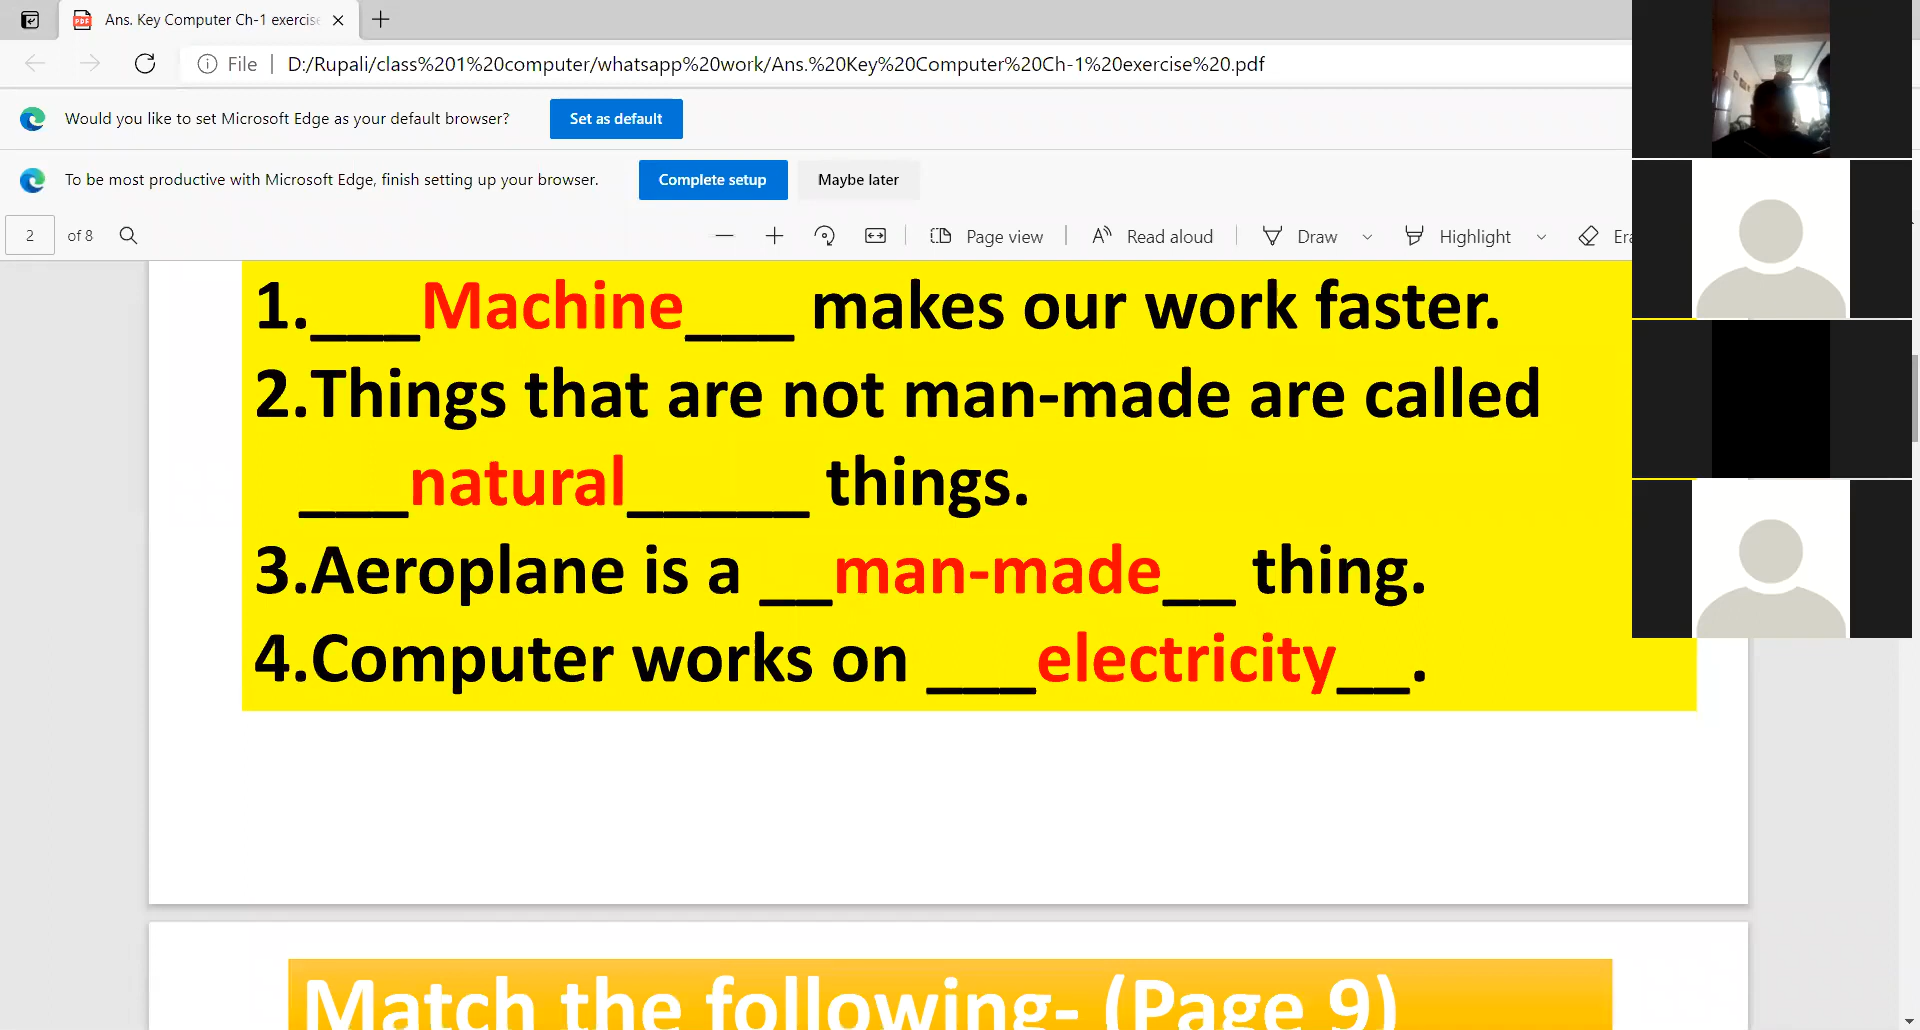 Ans. Key Computer Ch-1 exercise
File | D:/Rupali/class%201%20computer/whatsapp%20work/Ans.%20Key%20Computer%20Ch-1%20exercise%20.pdf
Would you like to set Microsoft Edge as your default browser? Set as default
To be most productive with Microsoft Edge, finish setting up your browser. Complete setup Maybe later
2 of 8 Page view Read aloud Draw Highlight Era
1.___Machine___ makes our work faster.
2.Things that are not man-made are called
___natural_____ things.
3.Aeroplane is a __man-made__ thing.
4.Computer works on ___electricity__.
Match the following- (Page 9)